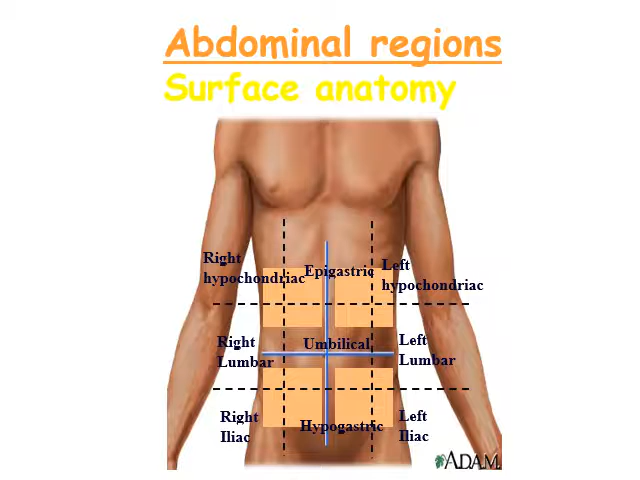 Abdominal regions
Surface anatomy
Right
hypochondriac
Epigastric
Left
hypochondriac
Right
Lumbar
Umbilical
Left
Lumbar
Right
Iliac
Hypogastric
Left
Iliac
ADAM.